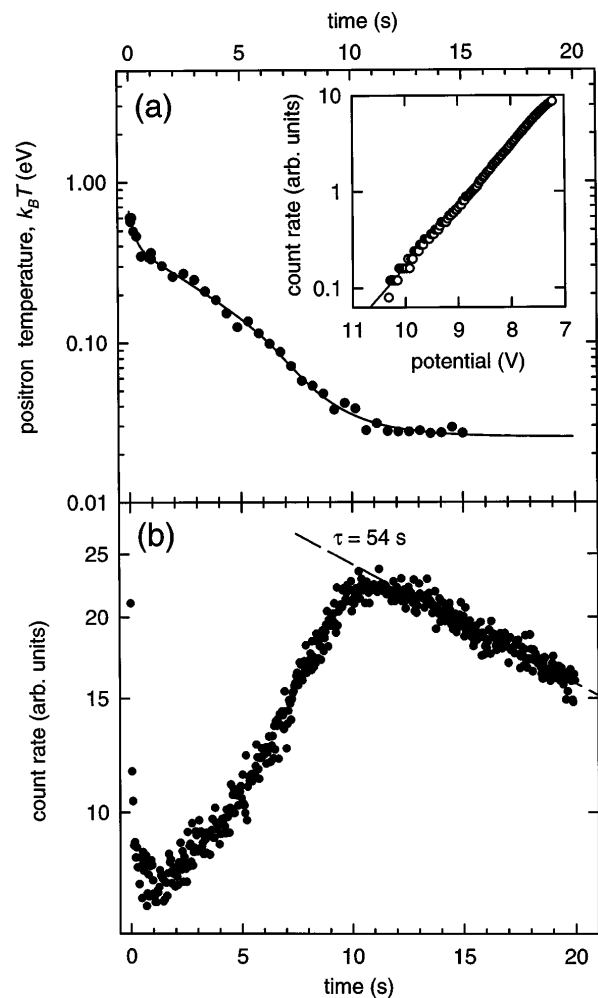 time (s)
0 5 10 15 20
(a)
positron temperature, k_B T (eV)
1.00
0.10
0.01
count rate (arb. units)
10
1
0.1
11 10 9 8 7
potential (V)
(b)
τ = 54 s
count rate (arb. units)
25
20
15
10
0 5 10 15 20
time (s)